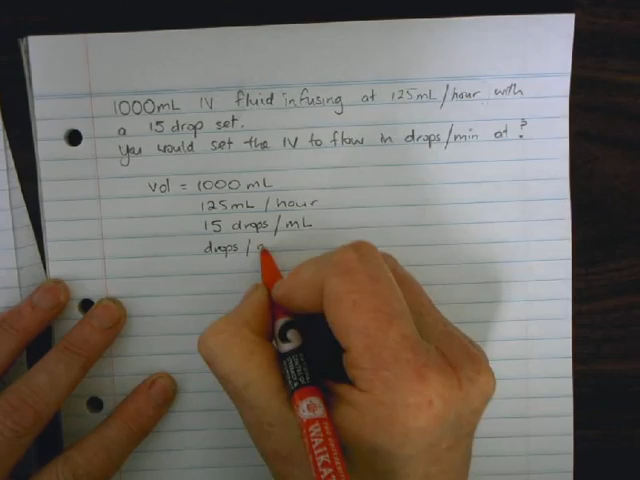 1000mL IV fluid infusing at 125mL/hour with
a 15 drop set.
You would set the IV to flow in drops/min at?
Vol = 1000 mL
125mL / hour
15 drops / mL
drops /
WAIKA